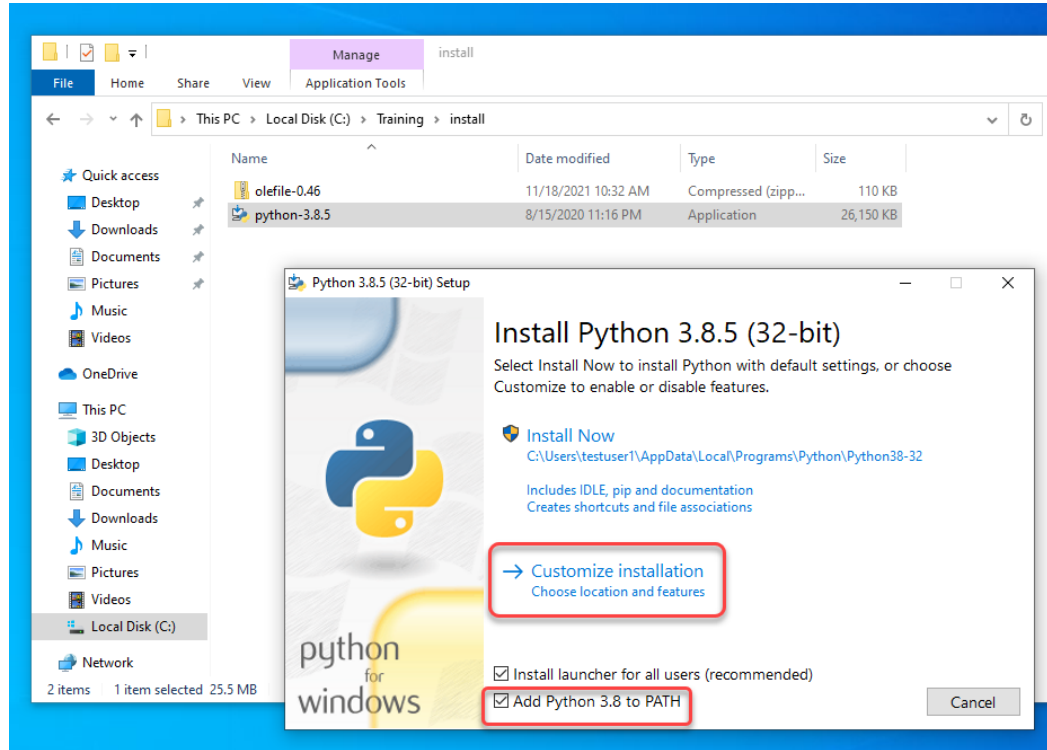 Manage install
File Home Share View Application Tools
This PC > Local Disk (C:) > Training > install
Name Date modified Type Size
olefile-0.46 11/18/2021 10:32 AM Compressed (zipp... 110 KB
python-3.8.5 8/15/2020 11:16 PM Application 26,150 KB
Quick access
Desktop
Downloads
Documents
Pictures
Music
Videos
OneDrive
This PC
3D Objects
Desktop
Documents
Downloads
Music
Pictures
Videos
Local Disk (C:)
Network
2 items 1 item selected 25.5 MB
Python 3.8.5 (32-bit) Setup
Install Python 3.8.5 (32-bit)
Select Install Now to install Python with default settings, or choose
Customize to enable or disable features.
Install Now
C:\Users\testuser1\AppData\Local\Programs\Python\Python38-32
Includes IDLE, pip and documentation
Creates shortcuts and file associations
Customize installation
Choose location and features
Install launcher for all users (recommended)
Add Python 3.8 to PATH
Cancel
python
for
windows